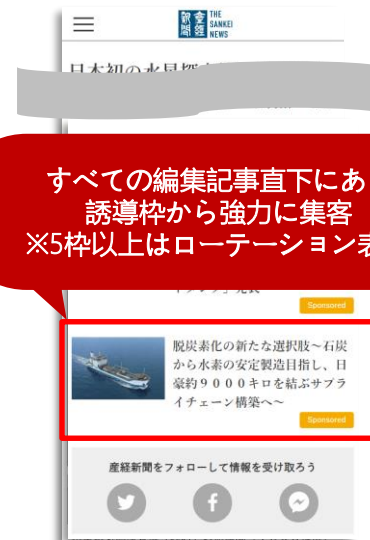 産経新聞
THE
SANKEI
NEWS
日本初の水星探
すべての編集記事直下にあ
誘導枠から強力に集客
※5枠以上はローテーション表
Sponsored
脱炭素化の新たな選択肢～石炭
から水素の安定製造目指し、日
豪約９０００キロを結ぶサプラ
イチェーン構築へ～
Sponsored
産経新聞をフォローして情報を受け取ろう